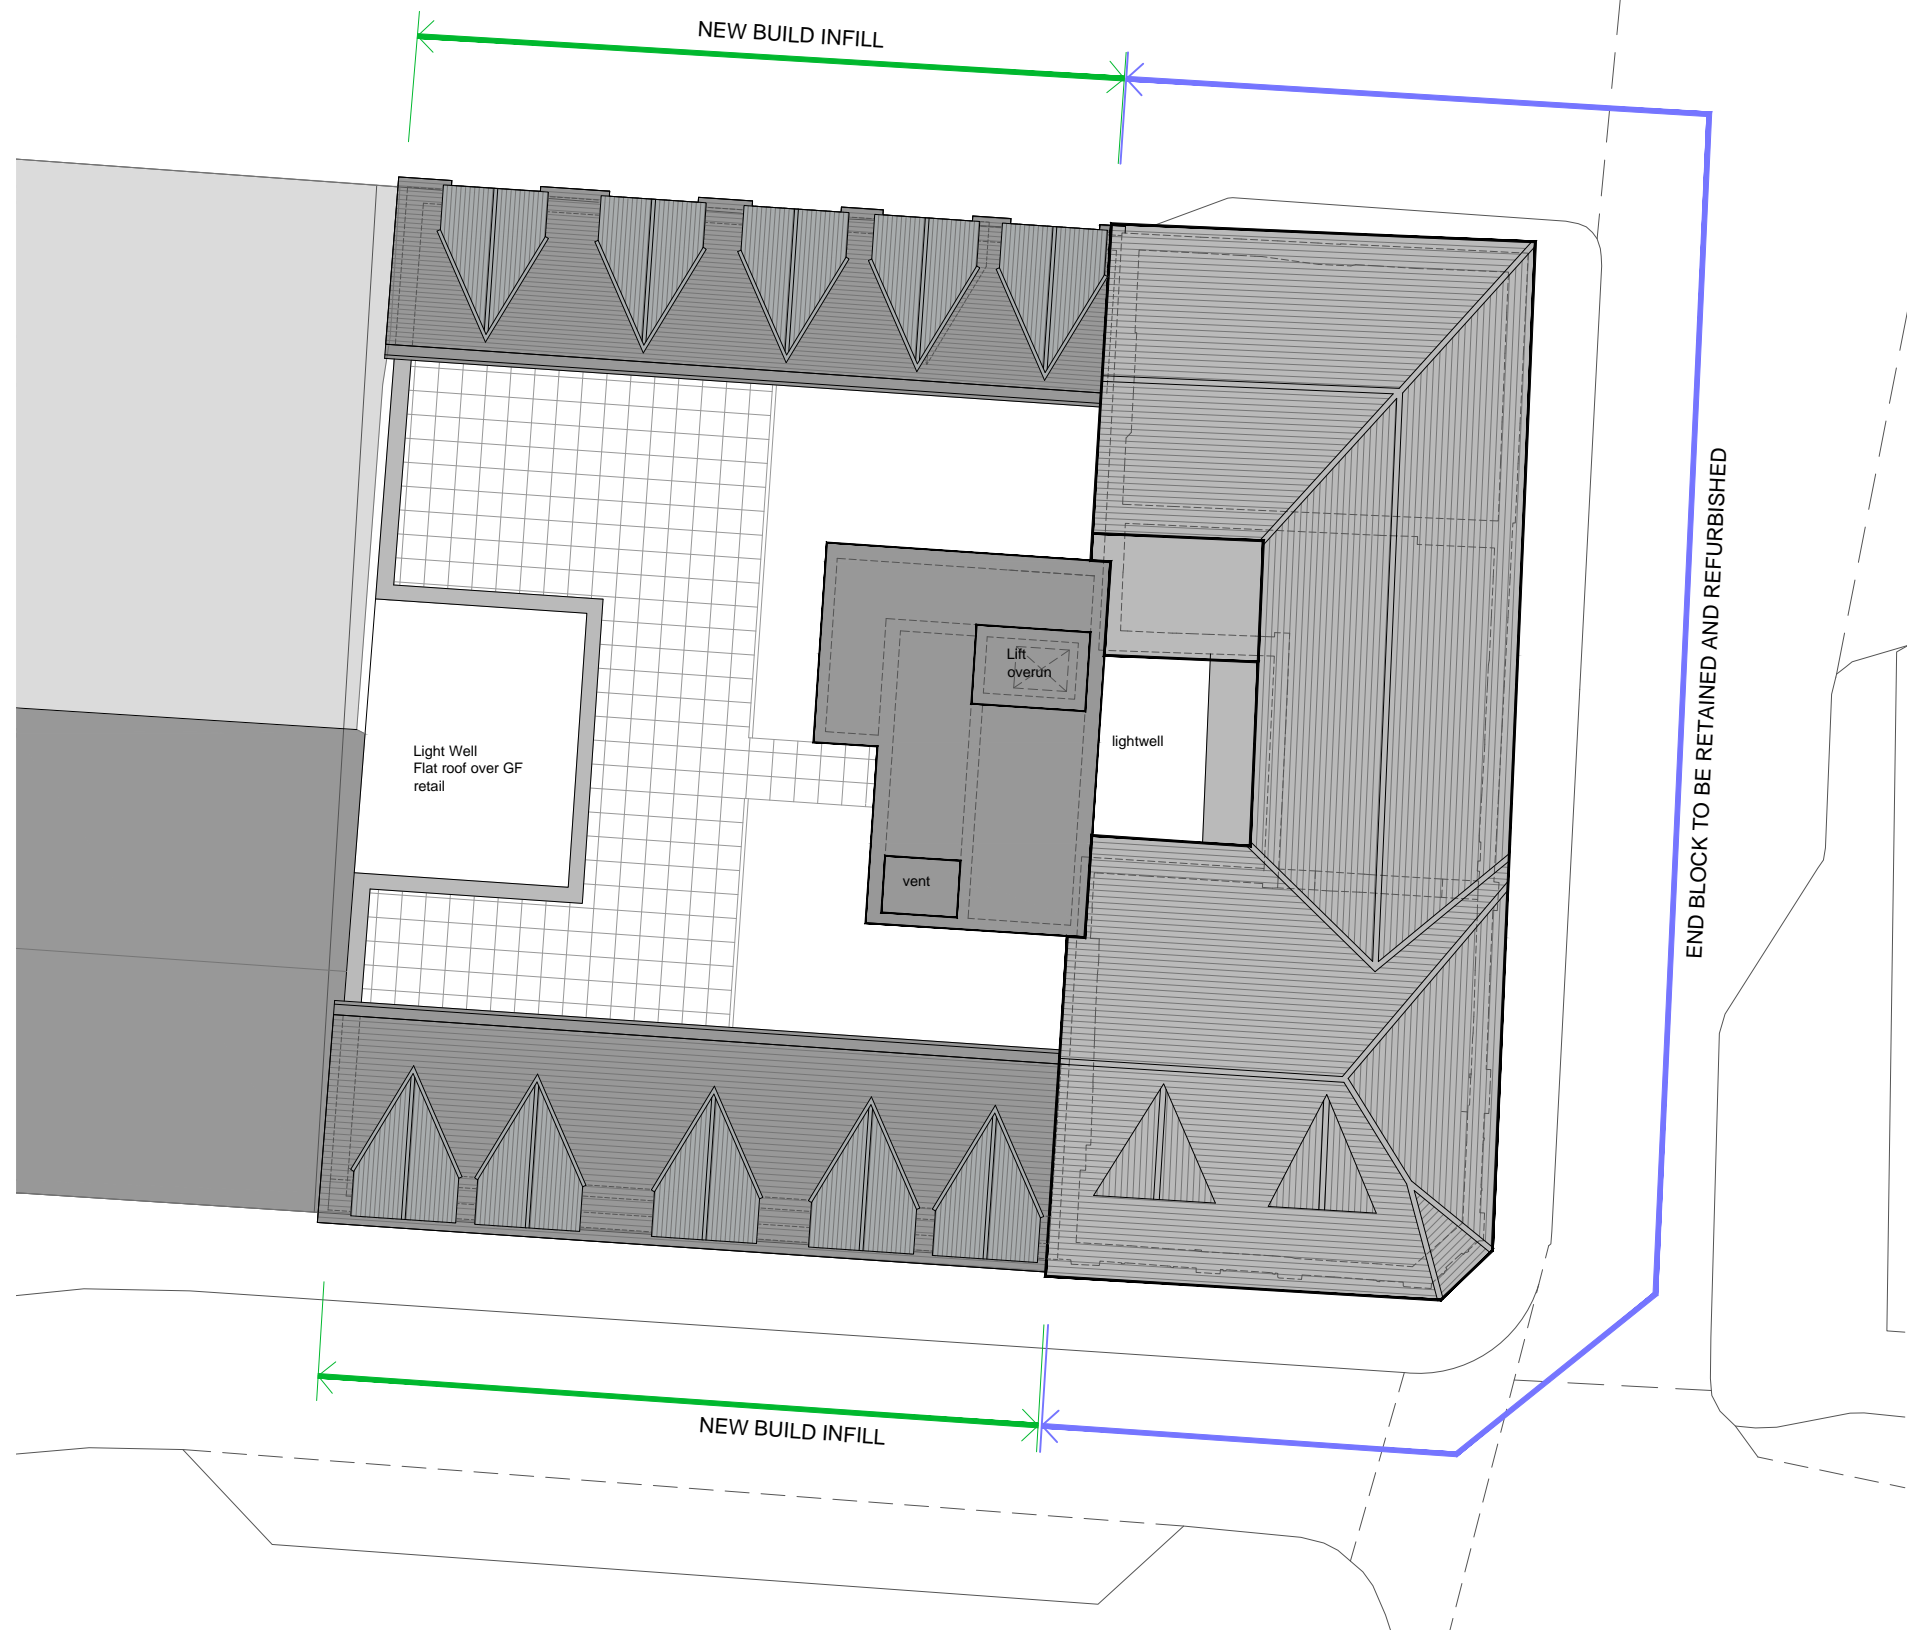 NEW BUILD INFILL
END BLOCK TO BE RETAINED AND REFURBISHED
Lift
overun
lightwell
Light Well
Flat roof over GF
retail
vent
NEW BUILD INFILL